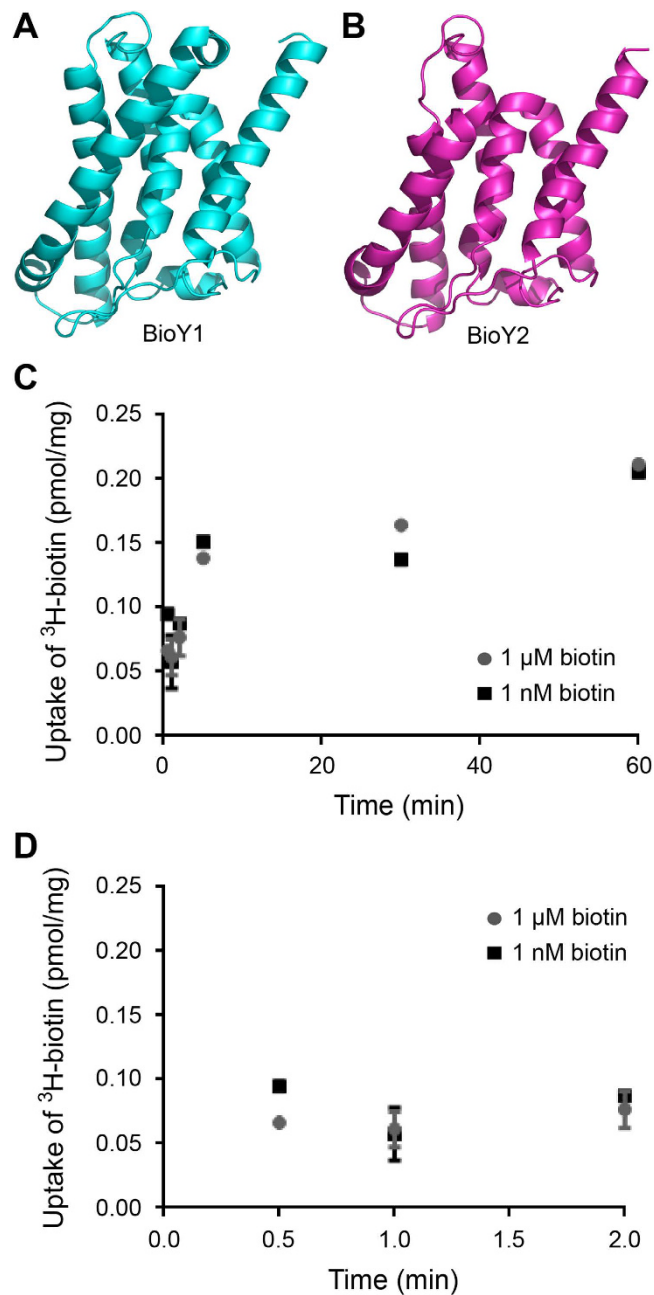 A
B
BioY1
BioY2
C
Uptake of ³H-biotin (pmol/mg)
0.25
0.20
0.15
0.10
0.05
0.00
1 µM biotin
1 nM biotin
0
20
40
60
Time (min)
D
Uptake of ³H-biotin (pmol/mg)
0.25
0.20
0.15
0.10
0.05
0.00
1 µM biotin
1 nM biotin
0.0
0.5
1.0
1.5
2.0
Time (min)